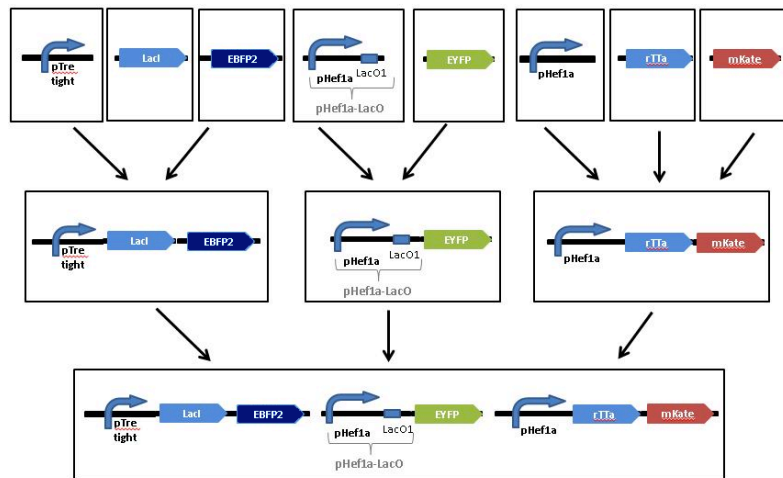 pTre
tight
LacI
EBFP2
pHef1a
LacO1
pHef1a-LacO
EYFP
pHef1a
rTTa
mKate
pTre
tight
LacI
EBFP2
pHef1a
LacO1
pHef1a-LacO
EYFP
pHef1a
rTTa
mKate
pTre
tight
LacI
EBFP2
pHef1a
LacO1
pHef1a-LacO
EYFP
pHef1a
rTTa
mKate